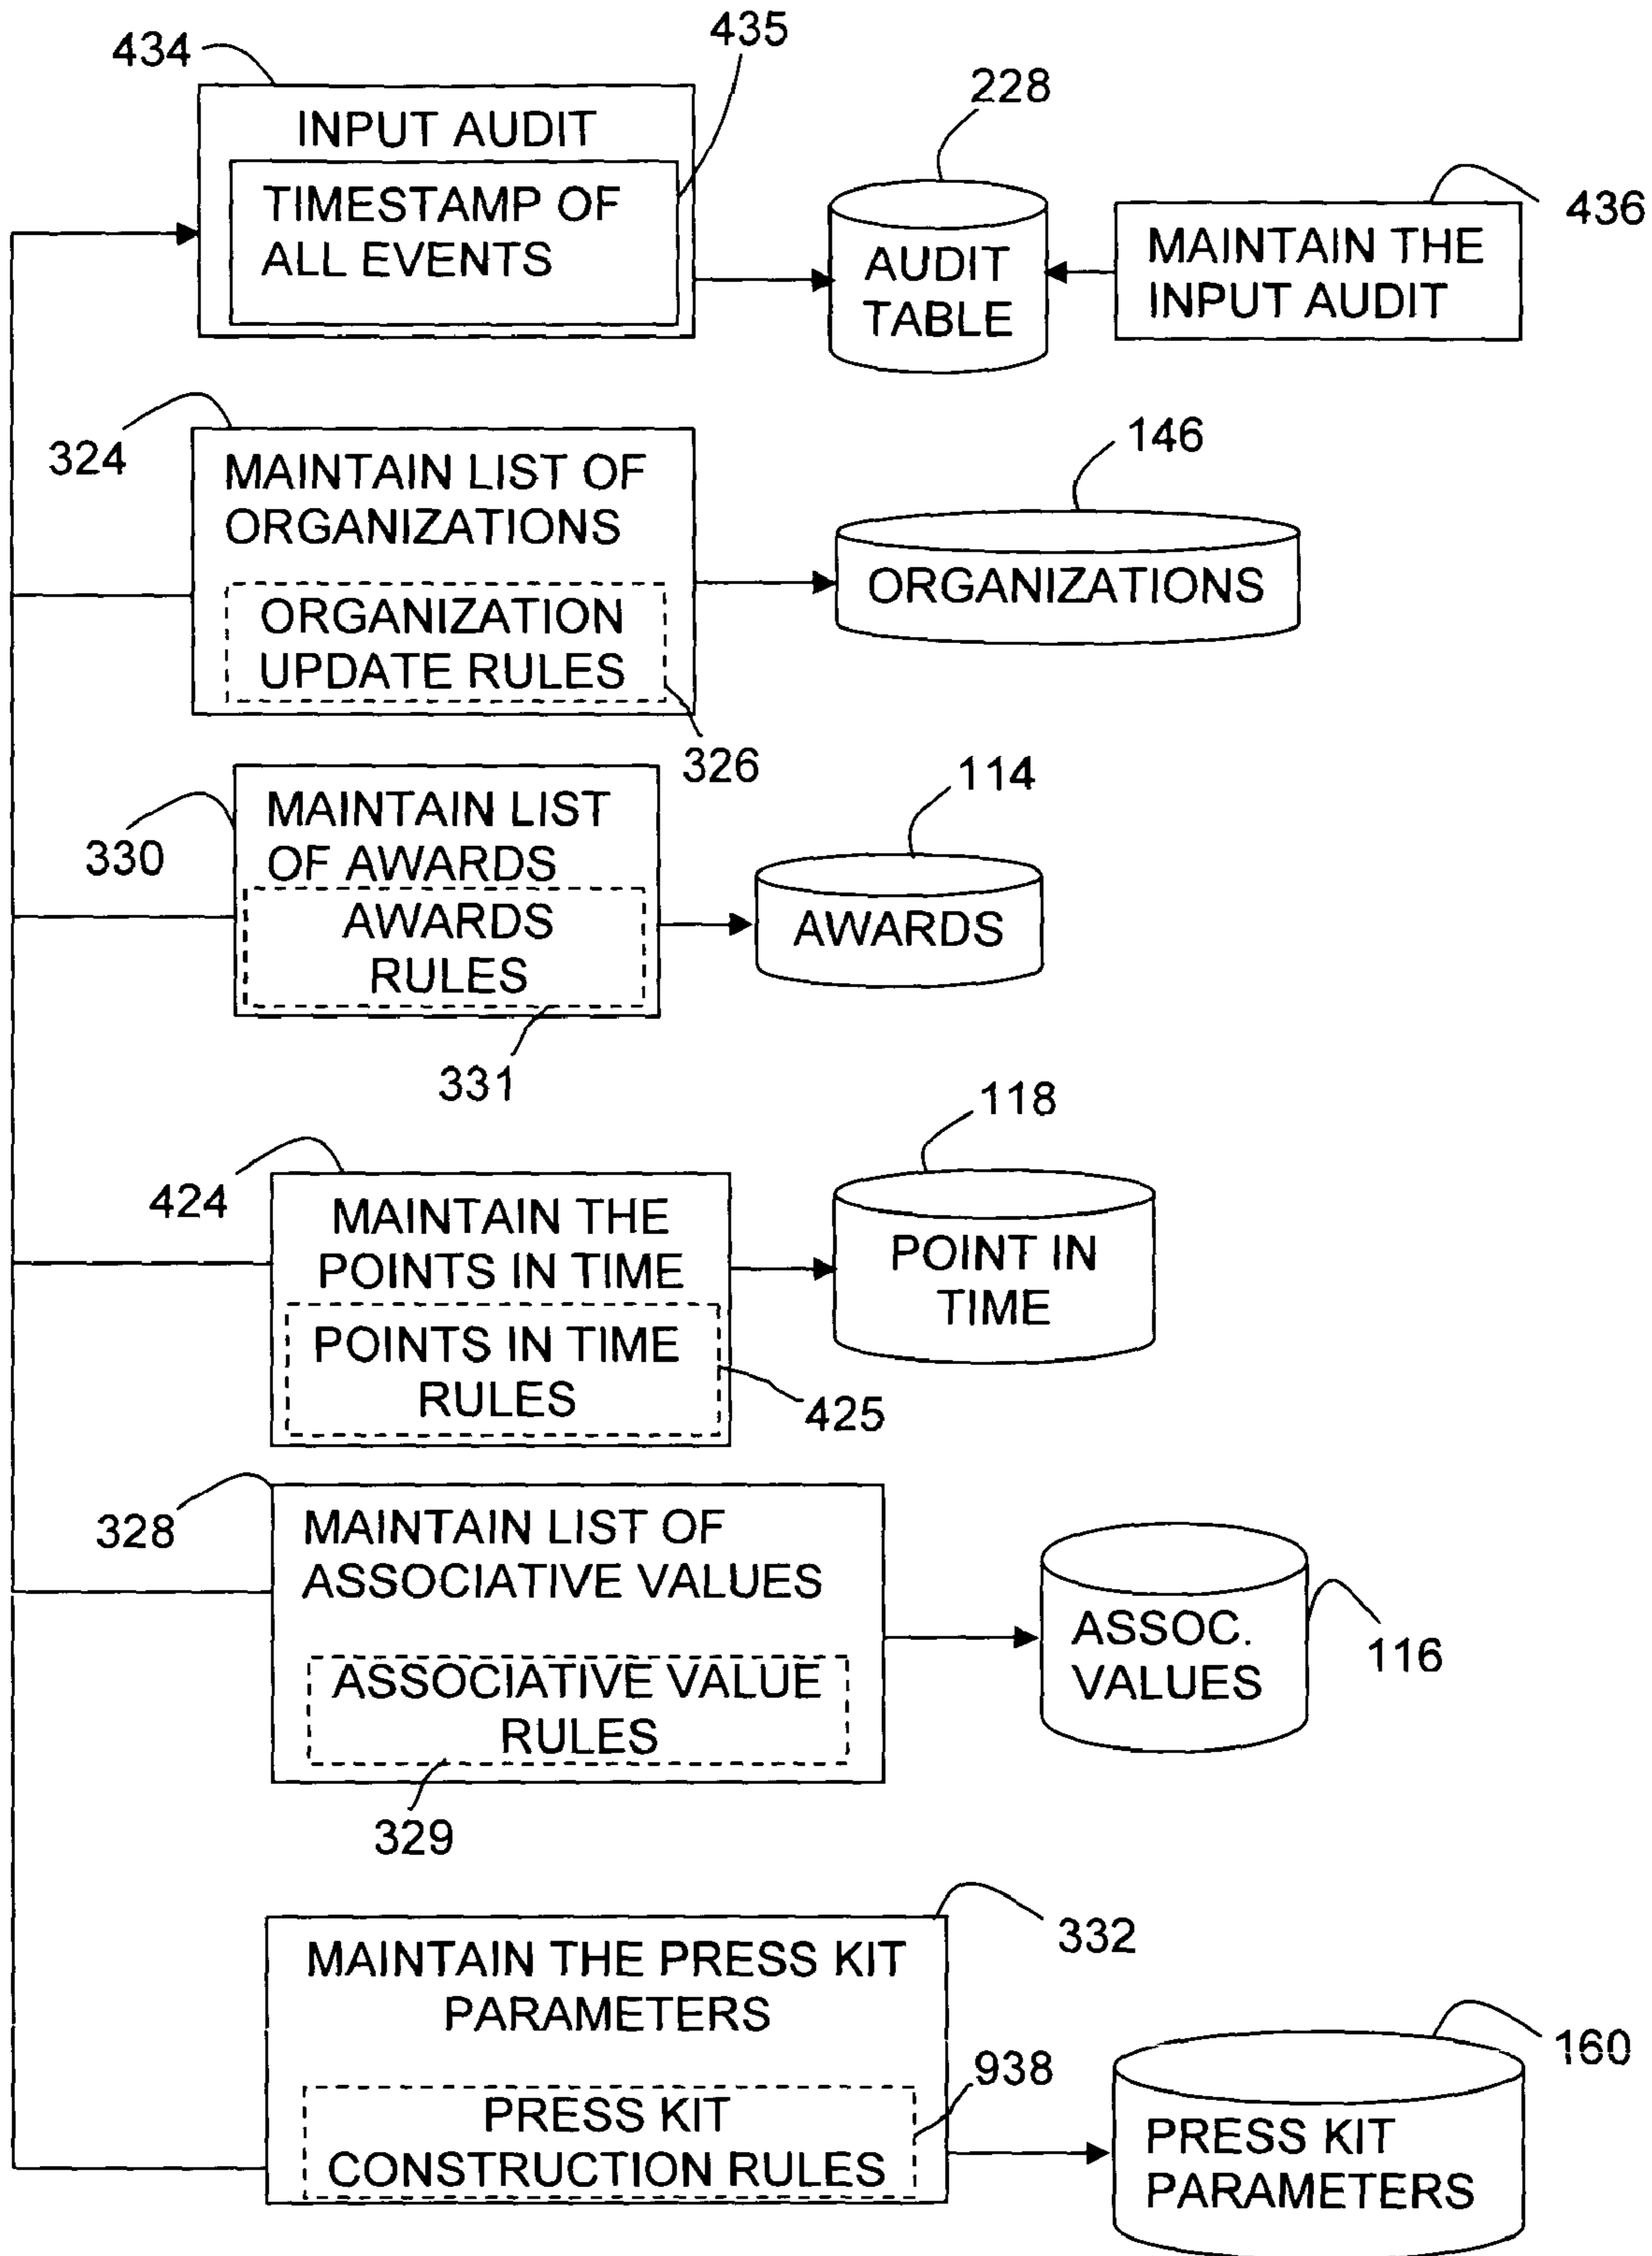 434
435
INPUT AUDIT
TIMESTAMP OF
ALL EVENTS
228
AUDIT
TABLE
436
MAINTAIN THE
INPUT AUDIT
324
MAINTAIN LIST OF
ORGANIZATIONS
ORGANIZATION
UPDATE RULES
326
146
ORGANIZATIONS
330
MAINTAIN LIST
OF AWARDS
AWARDS
RULES
331
114
AWARDS
424
MAINTAIN THE
POINTS IN TIME
POINTS IN TIME
RULES
425
118
POINT IN
TIME
328
MAINTAIN LIST OF
ASSOCIATIVE VALUES
ASSOCIATIVE VALUE
RULES
329
ASSOC.
VALUES
116
332
MAINTAIN THE PRESS KIT
PARAMETERS
938
PRESS KIT
CONSTRUCTION RULES
160
PRESS KIT
PARAMETERS